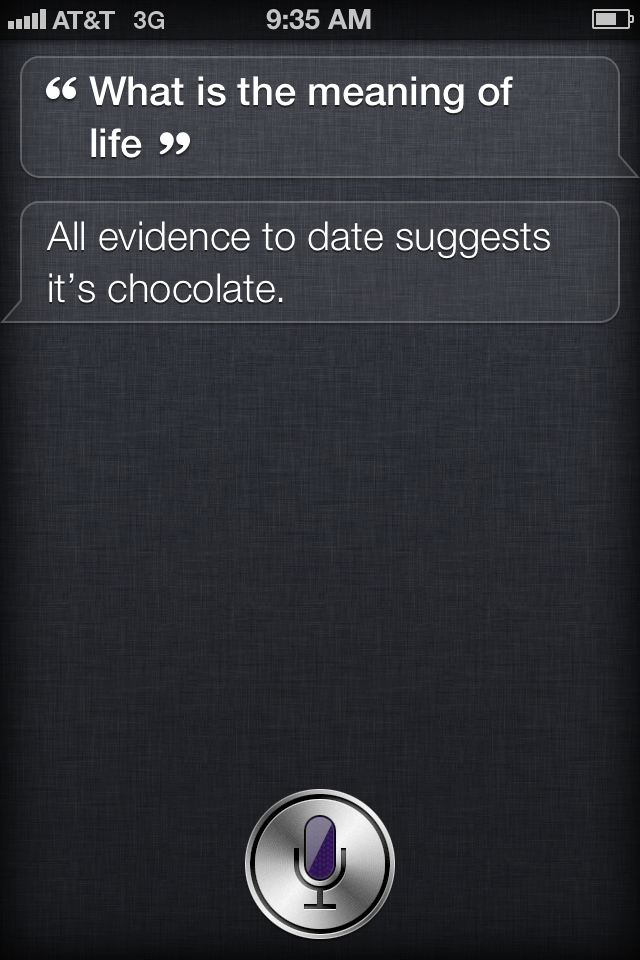 AT&T 3G 9:35 AM
“ What is the meaning of
life ”
All evidence to date suggests
it’s chocolate.